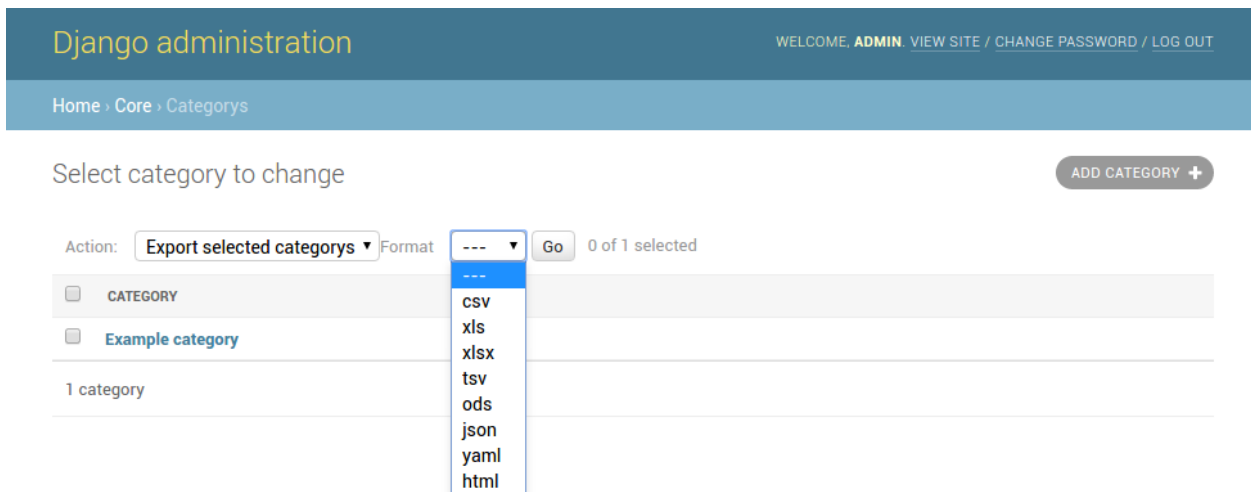 Django administration
WELCOME, ADMIN. VIEW SITE / CHANGE PASSWORD / LOG OUT
Home › Core › Categorys
Select category to change
ADD CATEGORY +
Action: Export selected categorys Format --- Go 0 of 1 selected
---
CATEGORY
csv
xls
Example category
xlsx
tsv
1 category
ods
json
yaml
html